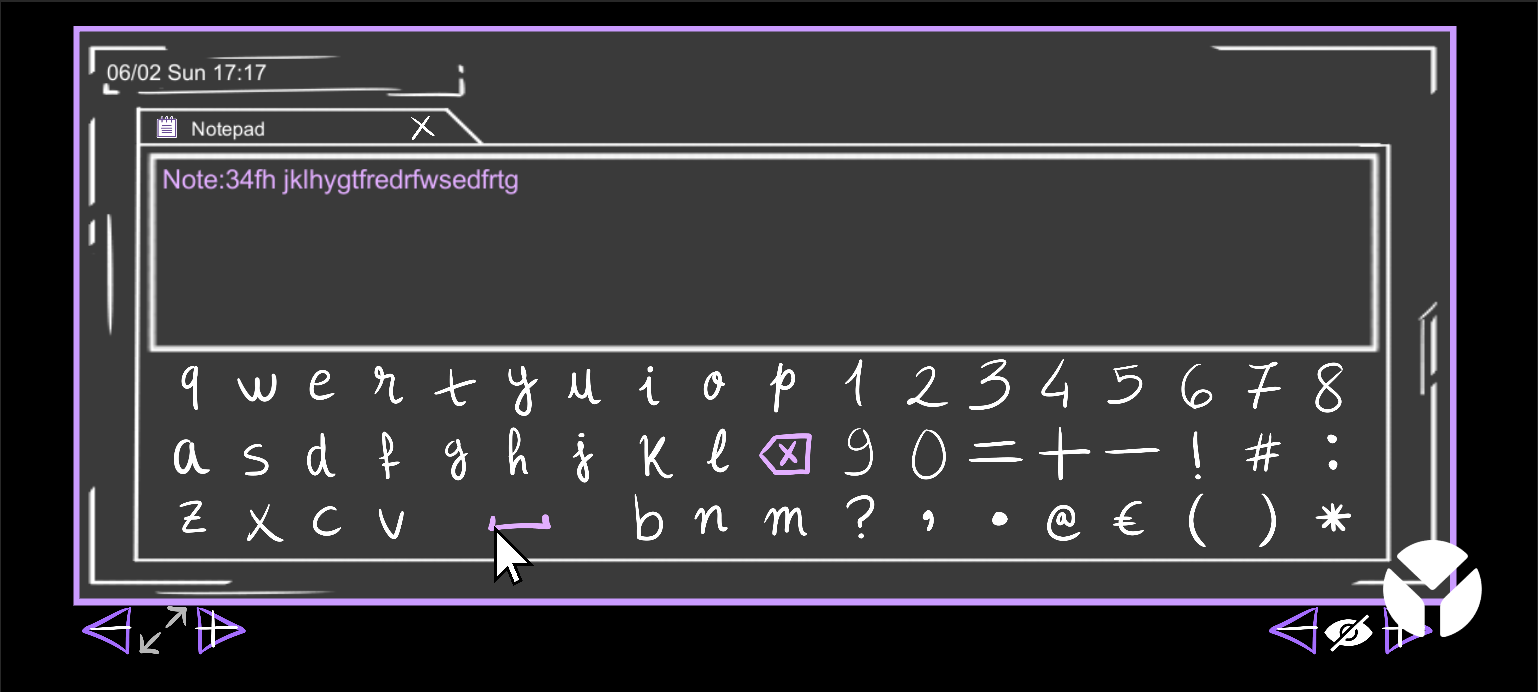 06/02 Sun 17:17
Notepad X
Note:34fh jklhygtfredrfwsedfrtg
q w e r t y u i o p 1 2 3 4 5 6 7 8
a s d f g h j k l x 9 0 = + - ! # :
z x c v b n m ? , . @ € ( ) *